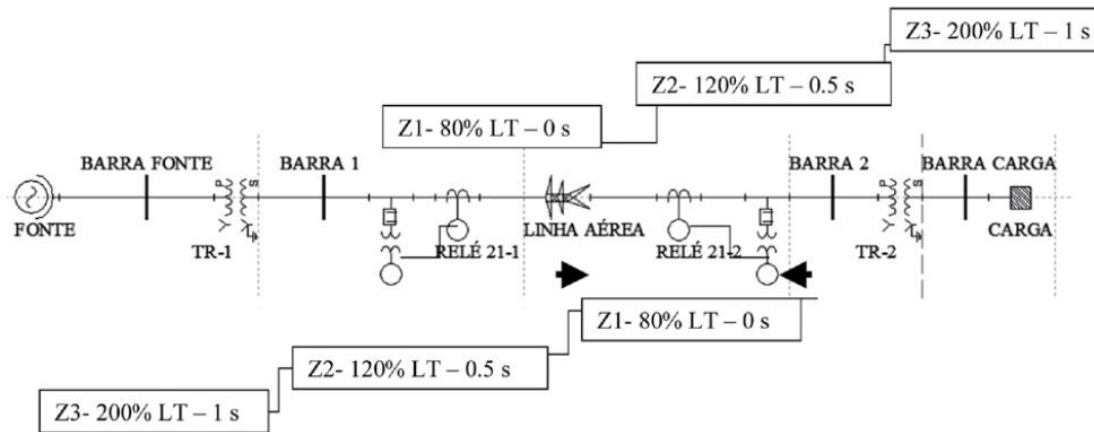 Z3- 200% LT – 1 s
Z2- 120% LT – 0.5 s
Z1- 80% LT – 0 s
BARRA FONTE
BARRA 1
BARRA 2
BARRA CARGA
P S
P S
FONTE
TR-1
RELÉ 21-1
LINHA AÉREA
RELÉ 21-2
TR-2
CARGA
Z1- 80% LT – 0 s
Z2- 120% LT – 0.5 s
Z3- 200% LT – 1 s